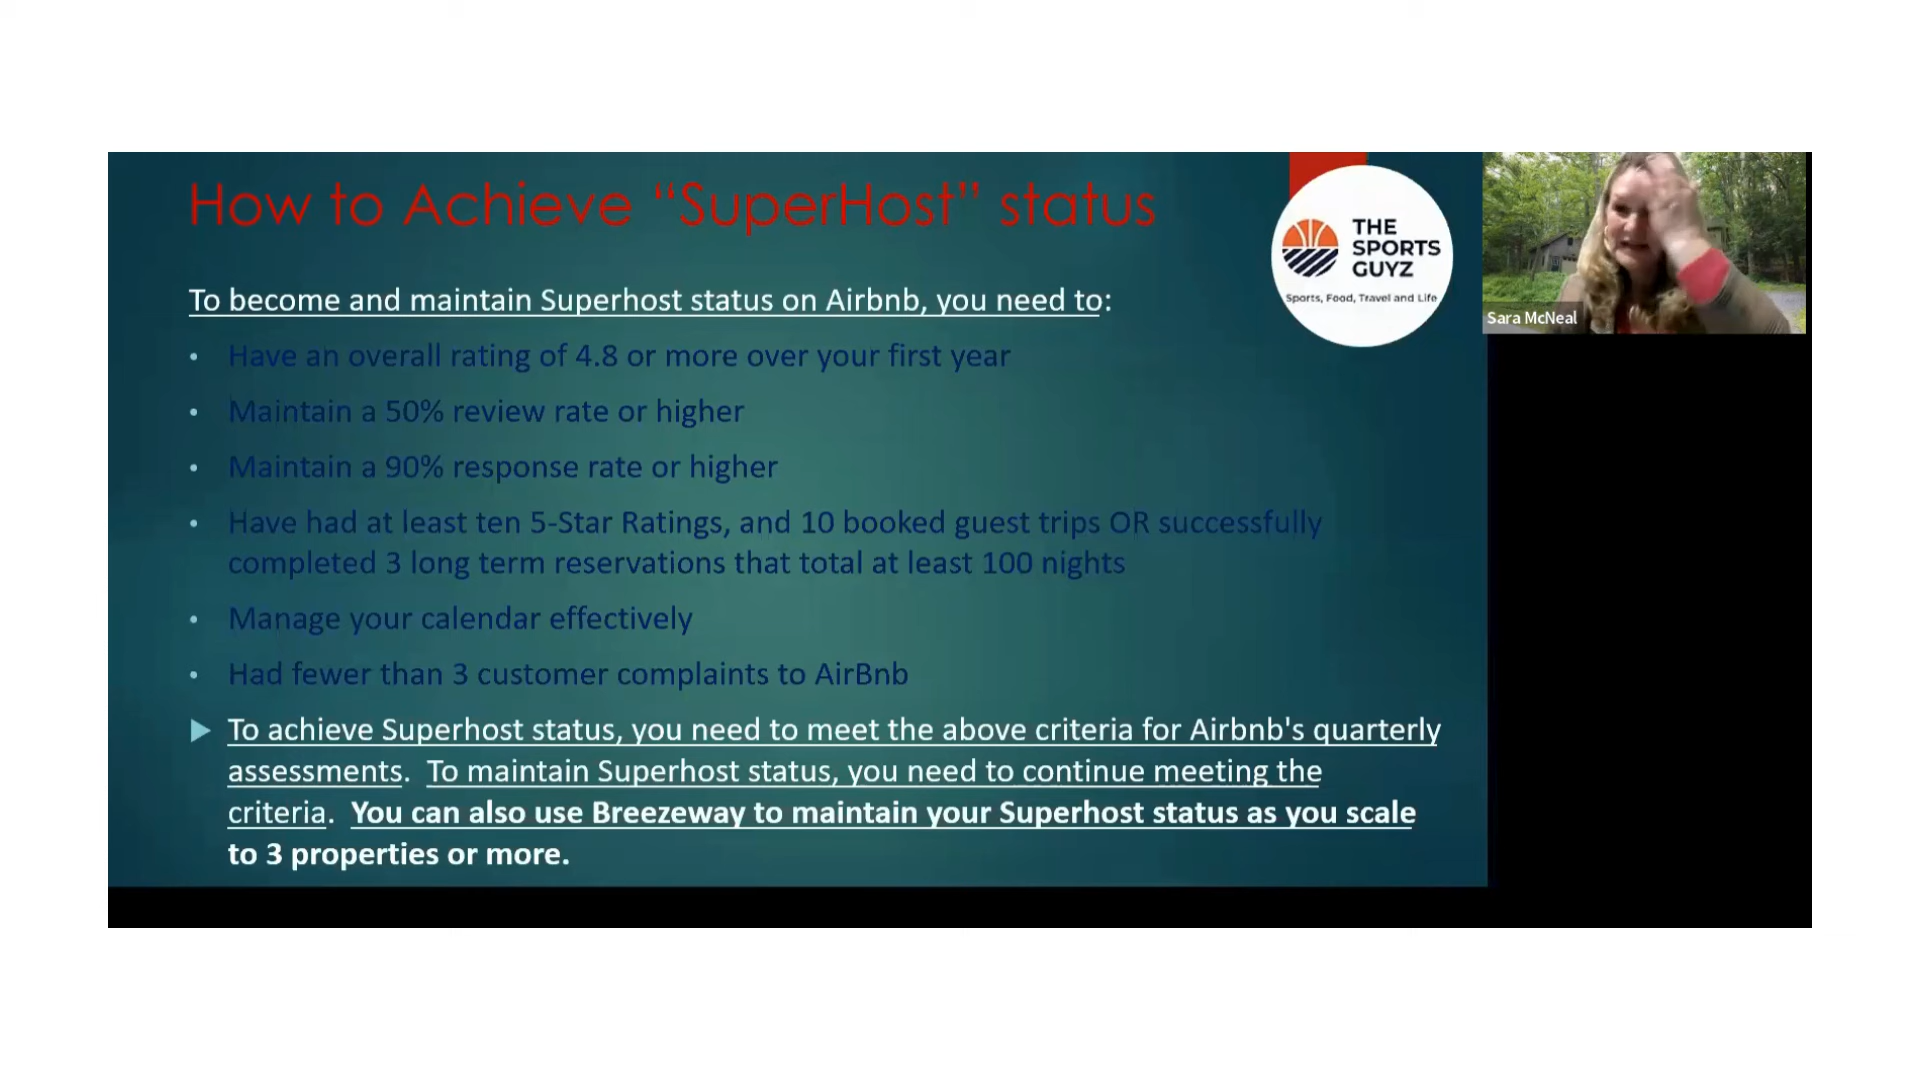 How to Achieve “SuperHost” status
THE
SPORTS
GUYZ
Sports, Food, Travel and Life
Sara McNeal
To become and maintain Superhost status on Airbnb, you need to:
• Have an overall rating of 4.8 or more over your first year
• Maintain a 50% review rate or higher
• Maintain a 90% response rate or higher
• Have had at least ten 5-Star Ratings, and 10 booked guest trips OR successfully
completed 3 long term reservations that total at least 100 nights
• Manage your calendar effectively
• Had fewer than 3 customer complaints to AirBnb
To achieve Superhost status, you need to meet the above criteria for Airbnb's quarterly
assessments. To maintain Superhost status, you need to continue meeting the
criteria. You can also use Breezeway to maintain your Superhost status as you scale
to 3 properties or more.